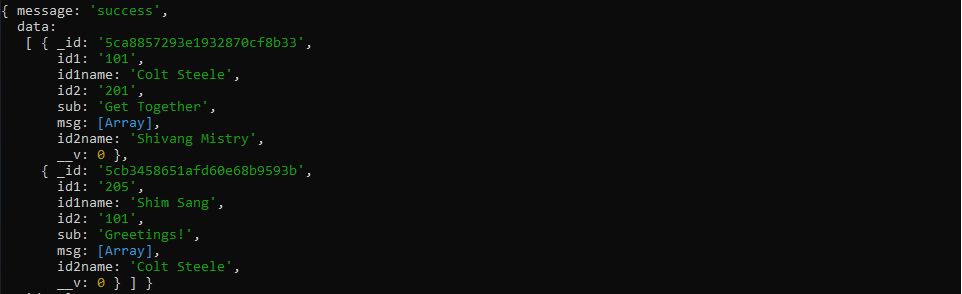 { message: 'success',
  data:
   [ { _id: '5ca8857293e1932870cf8b33',
       id1: '101',
       id1name: 'Colt Steele',
       id2: '201',
       sub: 'Get Together',
       msg: [Array],
       id2name: 'Shivang Mistry',
       __v: 0 },
     { _id: '5cb3458651afd60e68b9593b',
       id1: '205',
       id1name: 'Shim Sang',
       id2: '101',
       sub: 'Greetings!',
       msg: [Array],
       id2name: 'Colt Steele',
       __v: 0 } ] }